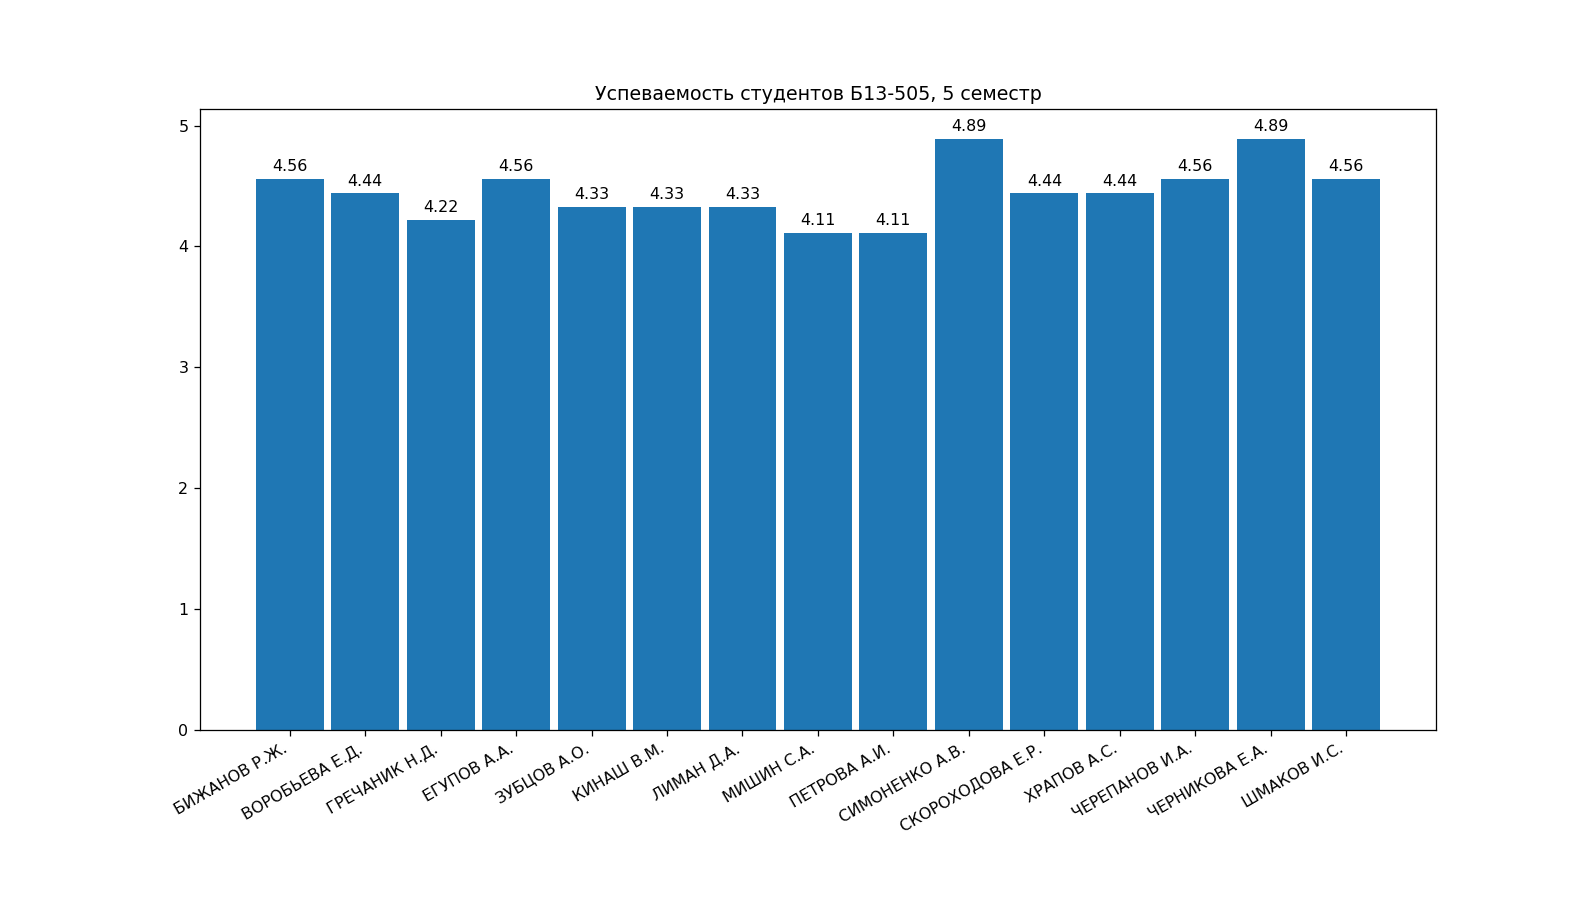 Успеваемость студентов Б13-505, 5 семестр
5
4
3
2
1
0
4.56
4.44
4.22
4.56
4.33
4.33
4.33
4.11
4.11
4.89
4.44
4.44
4.56
4.89
4.56
БИЖАНОВ Р.Ж.
ВОРОБЬЕВА Е.Д.
ГРЕЧАНИК Н.Д.
ЕГУПОВ А.А.
ЗУБЦОВ А.О.
КИНАШ В.М.
ЛИМАН Д.А.
МИШИН С.А.
ПЕТРОВА А.И.
СИМОНЕНКО А.В.
СКОРОХОДОВА Е.Р.
ХРАПОВ А.С.
ЧЕРЕПАНОВ И.А.
ЧЕРНИКОВА Е.А.
ШМАКОВ И.С.